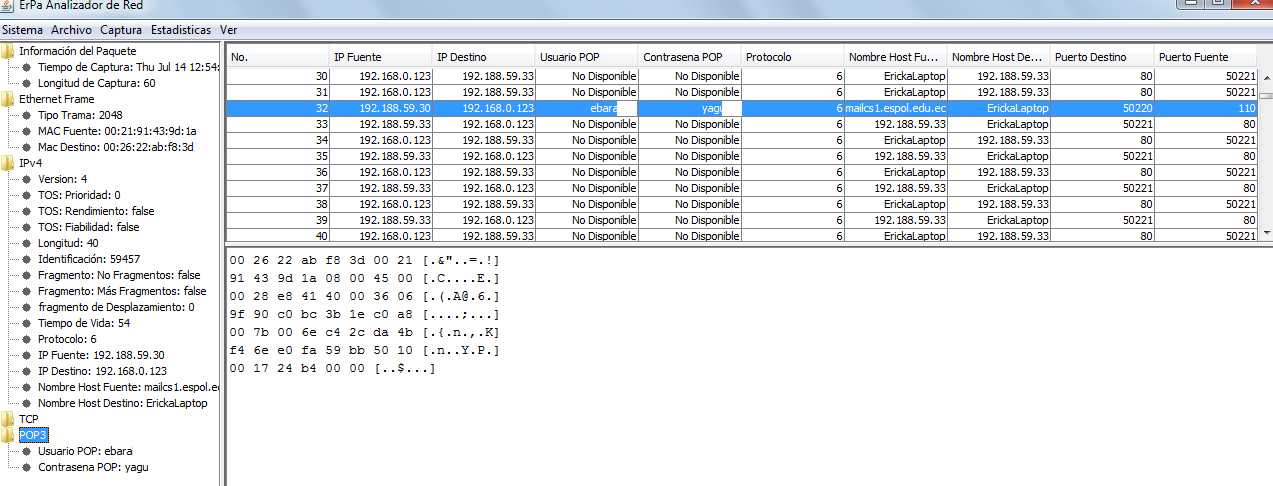 ErPa Analizador de Red
Sistema Archivo Captura Estadisticas Ver
Información del Paquete
Tiempo de Captura: Thu Jul 14 12:54:
Longitud de Captura: 60
Ethernet Frame
Tipo Trama: 2048
MAC Fuente: 00:21:91:43:9d:1a
Mac Destino: 00:26:22:ab:f8:3d
IPv4
Version: 4
TOS: Prioridad: 0
TOS: Rendimiento: false
TOS: Fiabilidad: false
Longitud: 40
Identificación: 59457
Fragmento: No Fragmentos: false
Fragmento: Más Fragmentos: false
fragmento de Desplazamiento: 0
Tiempo de Vida: 54
Protocolo: 6
IP Fuente: 192.188.59.30
IP Destino: 192.168.0.123
Nombre Host Fuente: mailcs1.espol.ed
Nombre Host Destino: ErickaLaptop
TCP
POP3
Usuario POP: ebara
Contrasena POP: yagu
No. IP Fuente IP Destino Usuario POP Contrasena POP Protocolo Nombre Host Fu... Nombre Host De... Puerto Destino Puerto Fuente
30 192.168.0.123 192.188.59.33 No Disponible No Disponible 6 ErickaLaptop 192.188.59.33 80 50221
31 192.168.0.123 192.188.59.33 No Disponible No Disponible 6 ErickaLaptop 192.188.59.33 80 50221
32 192.188.59.30 192.168.0.123 ebara yagu 6 mailcs1.espol.edu.ec ErickaLaptop 50220 110
33 192.188.59.33 192.168.0.123 No Disponible No Disponible 6 192.188.59.33 ErickaLaptop 50221 80
34 192.168.0.123 192.188.59.33 No Disponible No Disponible 6 ErickaLaptop 192.188.59.33 80 50221
35 192.188.59.33 192.168.0.123 No Disponible No Disponible 6 192.188.59.33 ErickaLaptop 50221 80
36 192.168.0.123 192.188.59.33 No Disponible No Disponible 6 ErickaLaptop 192.188.59.33 80 50221
37 192.188.59.33 192.168.0.123 No Disponible No Disponible 6 192.188.59.33 ErickaLaptop 50221 80
38 192.168.0.123 192.188.59.33 No Disponible No Disponible 6 ErickaLaptop 192.188.59.33 80 50221
39 192.188.59.33 192.168.0.123 No Disponible No Disponible 6 192.188.59.33 ErickaLaptop 50221 80
40 192.168.0.123 192.188.59.33 No Disponible No Disponible 6 ErickaLaptop 192.188.59.33 80 50221
00 26 22 ab f8 3d 00 21 [.&"..=.!]
91 43 9d 1a 08 00 45 00 [.C....E.]
00 28 e8 41 40 00 36 06 [.(.A@.6.]
9f 90 c0 bc 3b 1e c0 a8 [....;...]
00 7b 00 6e c4 2c da 4b [.{.n.,.K]
f4 6e e0 fa 59 bb 50 10 [.n..Y.P.]
00 17 24 b4 00 00 [..$...]